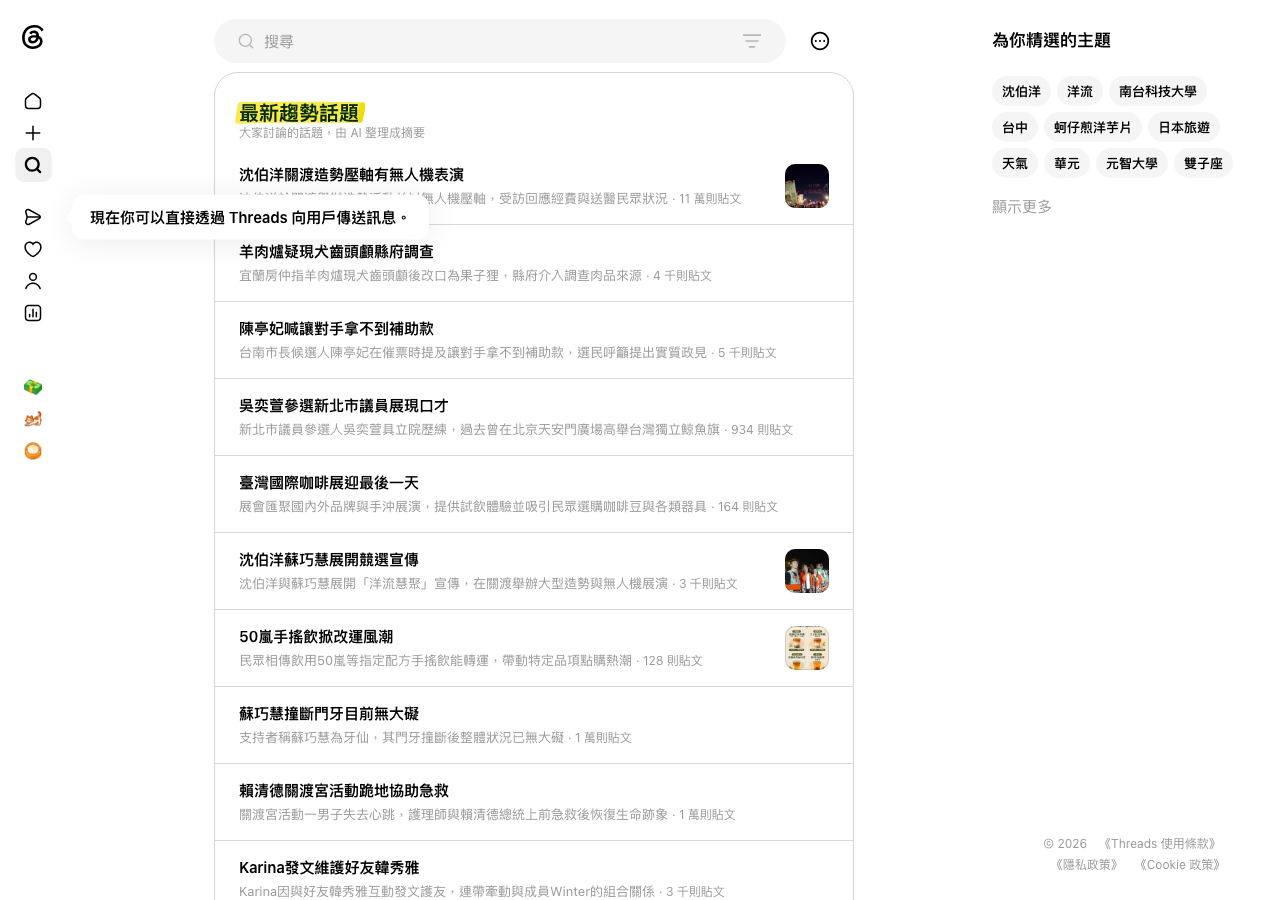 搜尋
最新趨勢話題
大家討論的話題，由 AI 整理成摘要
沈伯洋關渡造勢壓軸有無人機表演
無人機壓軸，受訪回應經費與送醫民眾狀況 · 11 萬則貼文
現在你可以直接透過 Threads 向用戶傳送訊息。
羊肉爐疑現犬齒頭顱縣府調查
宜蘭房仲指羊肉爐現犬齒頭顱後改口為果子狸，縣府介入調查肉品來源 · 4 千則貼文
陳亭妃喊讓對手拿不到補助款
台南市長候選人陳亭妃在催票時提及讓對手拿不到補助款，選民呼籲提出實質政見 · 5 千則貼文
吳奕萱參選新北市議員展現口才
新北市議員參選人吳奕萱具立院歷練，過去曾在北京天安門廣場高舉台灣獨立鯨魚旗 · 934 則貼文
臺灣國際咖啡展迎最後一天
展會匯聚國內外品牌與手沖展演，提供試飲體驗並吸引民眾選購咖啡豆與各類器具 · 164 則貼文
沈伯洋蘇巧慧展開競選宣傳
沈伯洋與蘇巧慧展開「洋流慧聚」宣傳，在關渡舉辦大型造勢與無人機展演 · 3 千則貼文
50嵐手搖飲掀改運風潮
民眾相傳飲用50嵐等指定配方手搖飲能轉運，帶動特定品項點購熱潮 · 128 則貼文
蘇巧慧撞斷門牙目前無大礙
支持者稱蘇巧慧為牙仙，其門牙撞斷後整體狀況已無大礙 · 1 萬則貼文
賴清德關渡宮活動跪地協助急救
關渡宮活動一男子失去心跳，護理師與賴清德總統上前急救後恢復生命跡象 · 1 萬則貼文
Karina發文維護好友韓秀雅
Karina因與好友韓秀雅互動發文護友，連帶牽動與成員Winter的組合關係 · 3 千則貼文
為你精選的主題
沈伯洋 洋流 南台科技大學
台中 蚵仔煎洋芋片 日本旅遊
天氣 華元 元智大學 雙子座
顯示更多
© 2026 《Threads 使用條款》
《隱私政策》 《Cookie 政策》